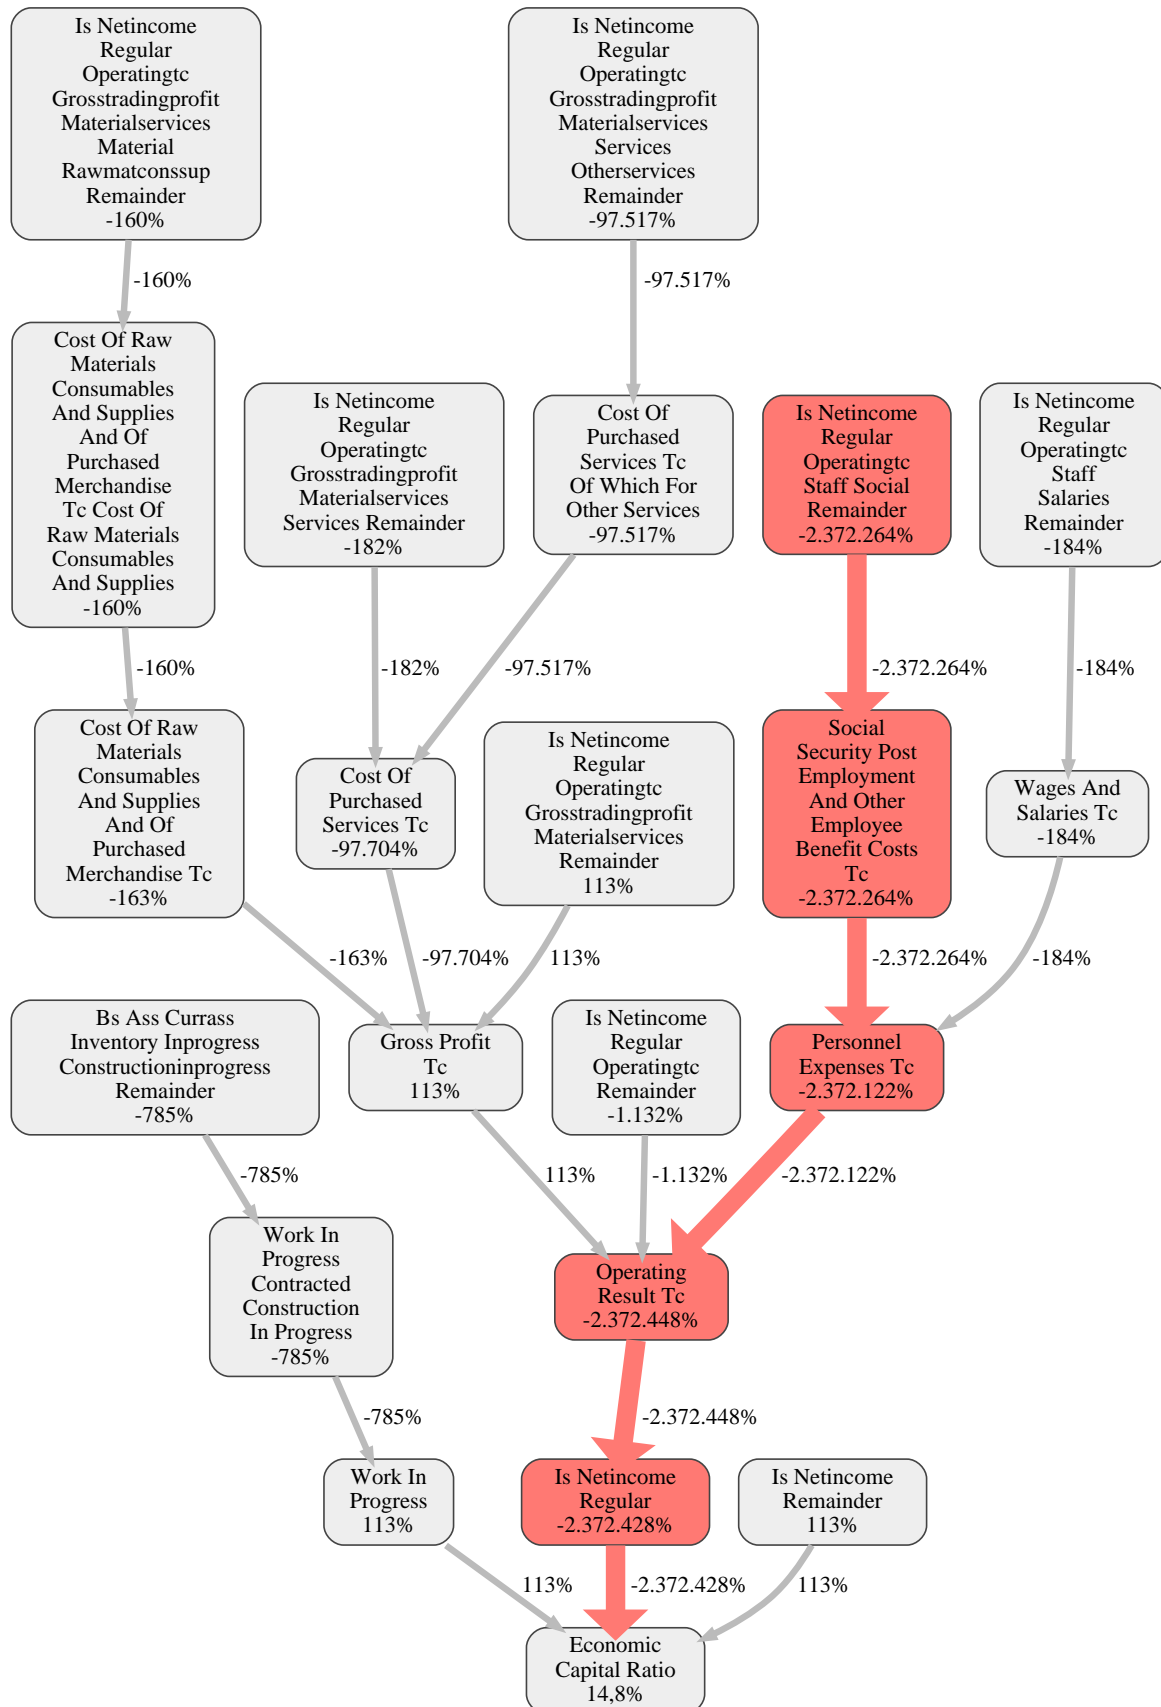 Is Netincome
Regular
Operatingtc
Grosstradingprofit
Materialservices
Material
Rawmatconssup
Remainder
-160%
Is Netincome
Regular
Operatingtc
Grosstradingprofit
Materialservices
Services
Otherservices
Remainder
-97.517%
-160%
-97.517%
Cost Of Raw
Materials
Consumables
And Supplies
And Of
Purchased
Merchandise
Tc Cost Of
Raw Materials
Consumables
And Supplies
-160%
Is Netincome
Regular
Operatingtc
Grosstradingprofit
Materialservices
Services Remainder
-182%
Cost Of
Purchased
Services Tc
Of Which For
Other Services
-97.517%
Is Netincome
Regular
Operatingtc
Staff Social
Remainder
-2.372.264%
Is Netincome
Regular
Operatingtc
Staff
Salaries
Remainder
-184%
-160%
-182%
-97.517%
-2.372.264%
-184%
Cost Of Raw
Materials
Consumables
And Supplies
And Of
Purchased
Merchandise Tc
-163%
Cost Of
Purchased
Services Tc
-97.704%
Is Netincome
Regular
Operatingtc
Grosstradingprofit
Materialservices
Remainder
113%
Social
Security Post
Employment
And Other
Employee
Benefit Costs
Tc
-2.372.264%
Wages And
Salaries Tc
-184%
-163%
-97.704%
113%
-2.372.264%
-184%
Bs Ass Currass
Inventory Inprogress
Constructioninprogress
Remainder
-785%
Gross Profit
Tc
113%
Is Netincome
Regular
Operatingtc
Remainder
-1.132%
Personnel
Expenses Tc
-2.372.122%
-785%
113%
-1.132%
-2.372.122%
Work In
Progress
Contracted
Construction
In Progress
-785%
Operating
Result Tc
-2.372.448%
-785%
-2.372.448%
Work In
Progress
113%
Is Netincome
Regular
-2.372.428%
Is Netincome
Remainder
113%
113%
-2.372.428%
113%
Economic
Capital Ratio
14,8%